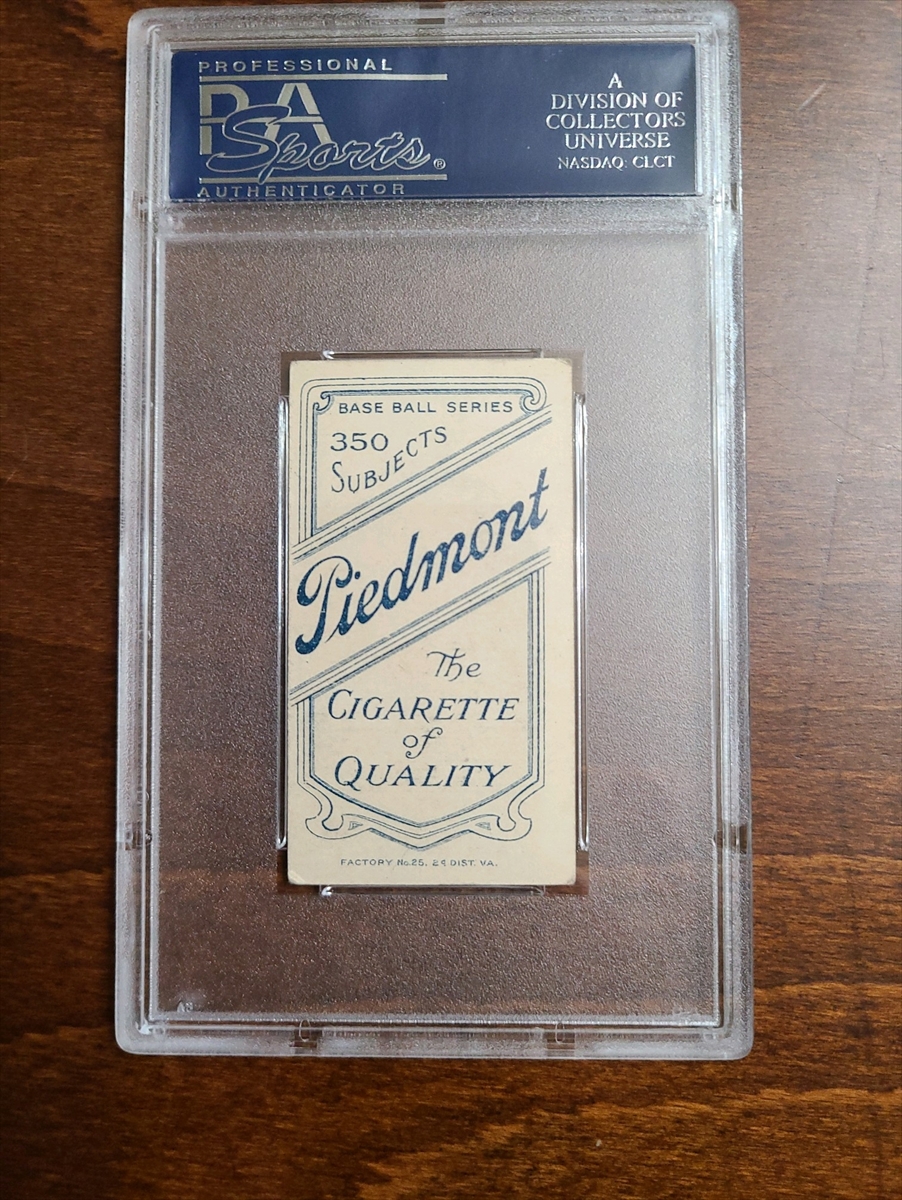 PROFESSIONAL
PSA
Sports®
AUTHENTICATOR
A
DIVISION OF
COLLECTORS
UNIVERSE
NASDAQ: CLCT
BASE BALL SERIES
350
SUBJECTS
Piedmont
The
CIGARETTE
of
QUALITY
FACTORY No.25, 2d DIST. VA.